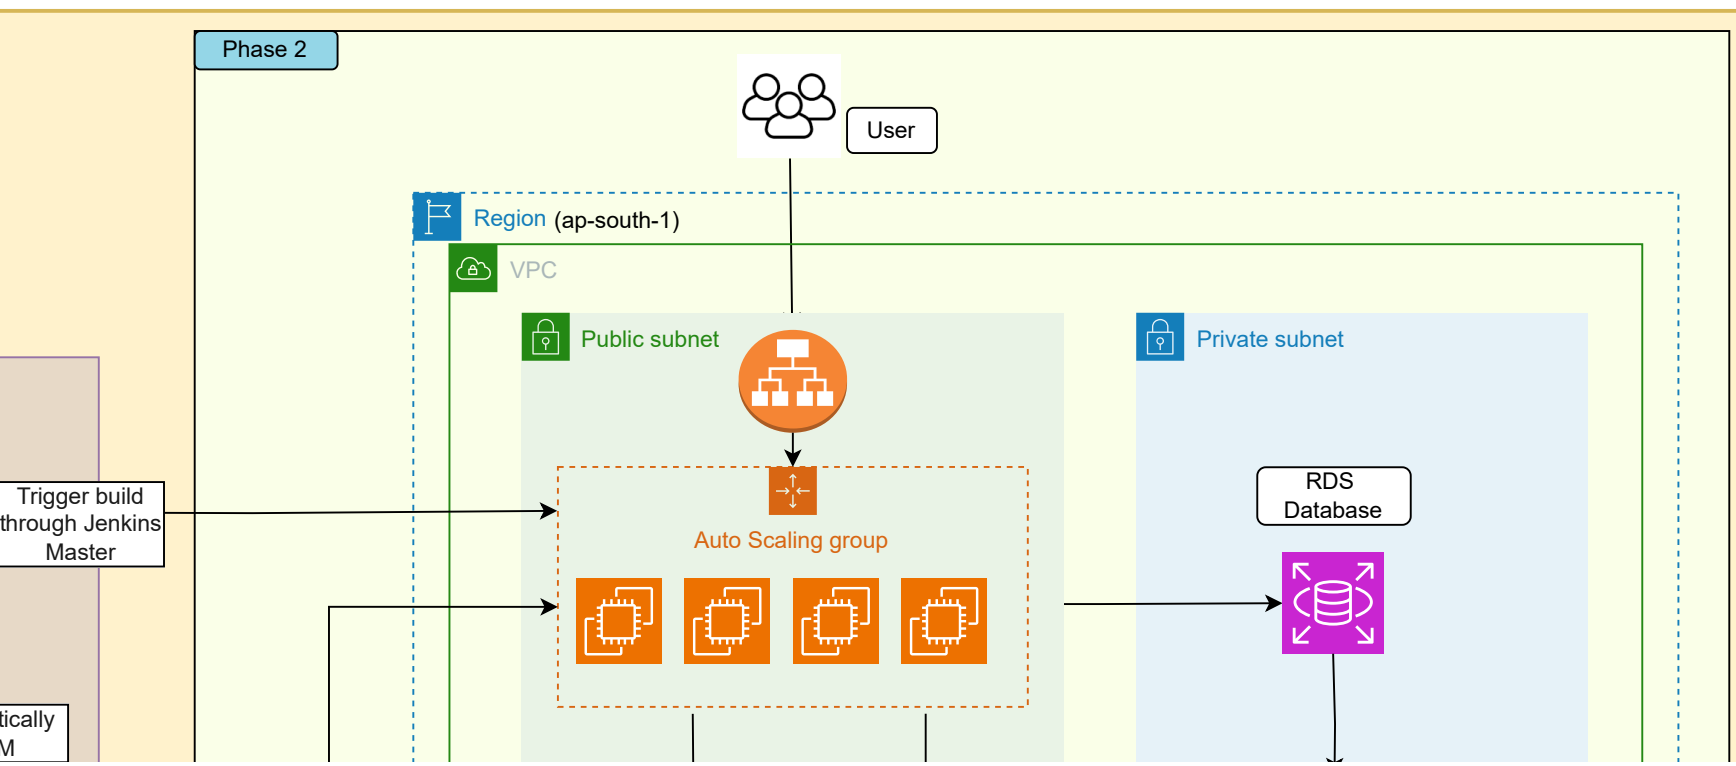 Phase 2
User
Region (ap-south-1)
VPC
Public subnet
Private subnet
Trigger build
through Jenkins
Master
Auto Scaling group
RDS
Database
tically
M